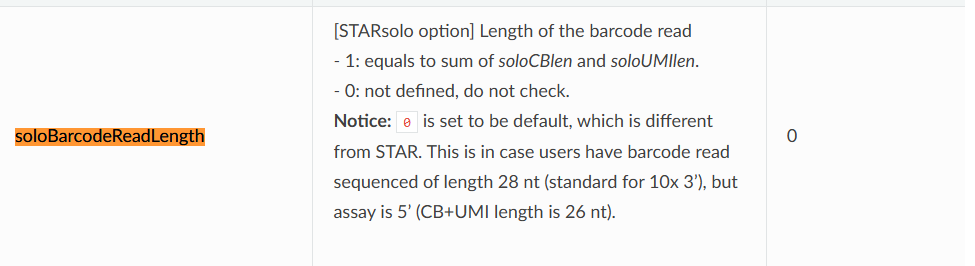 [STARsolo option] Length of the barcode read
- 1: equals to sum of soloCBlen and soloUMIlen.
- 0: not defined, do not check.
soloBarcodeReadLength
Notice: 0 is set to be default, which is different
0
from STAR. This is in case users have barcode read
sequenced of length 28 nt (standard for 10x 3’), but
assay is 5’ (CB+UMI length is 26 nt).